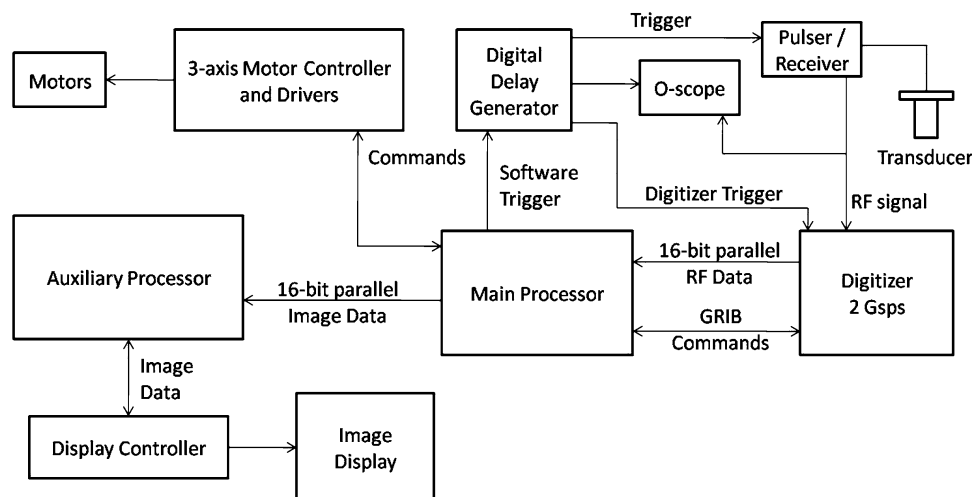 Motors
3-axis Motor Controller
and Drivers
Digital
Delay
Generator
Trigger
Pulser /
Receiver
O-scope
Transducer
Commands
Software
Trigger
Digitizer Trigger
RF signal
Auxiliary Processor
16-bit parallel
Image Data
Main Processor
16-bit parallel
RF Data
GRIB
Commands
Digitizer
2 Gsps
Image
Data
Display Controller
Image
Display